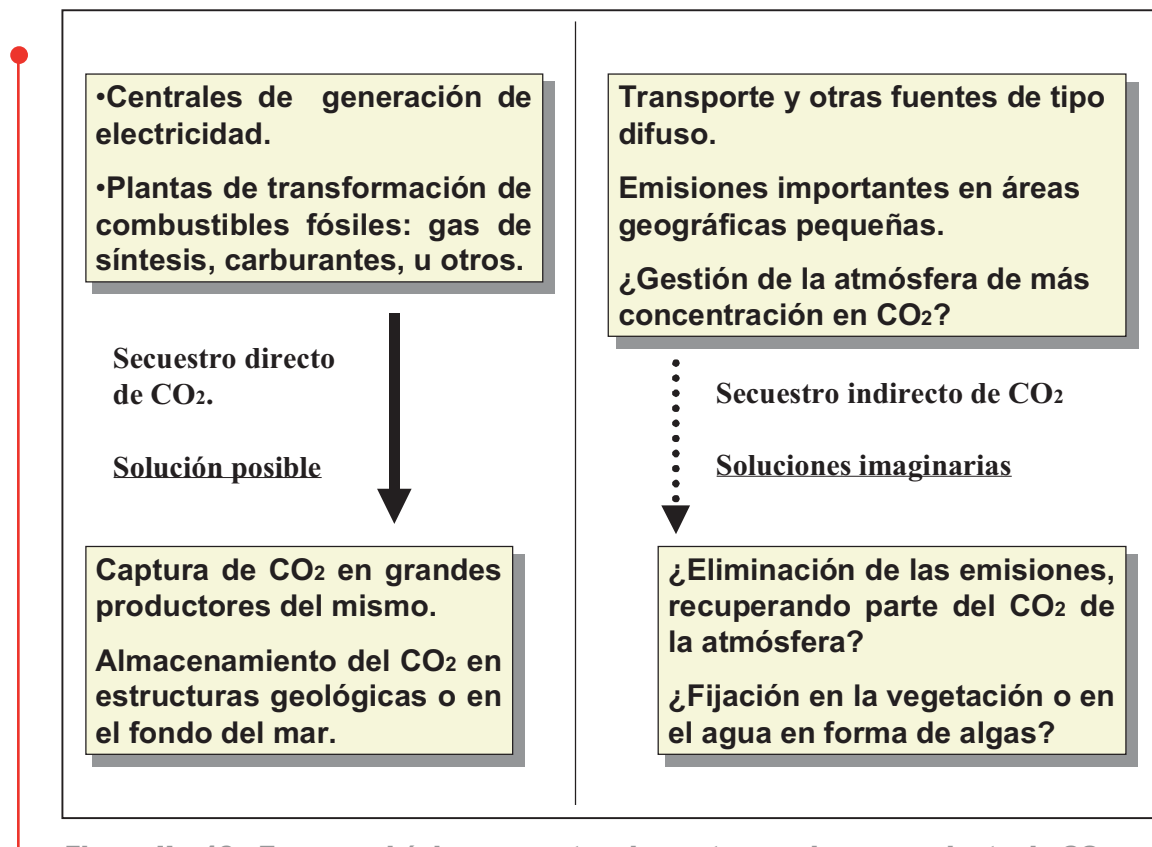 •Centrales de generación de
electricidad.
•Plantas de transformación de
combustibles fósiles: gas de
síntesis, carburantes, u otros.
Secuestro directo
de CO2.
Solución posible
Captura de CO2 en grandes
productores del mismo.
Almacenamiento del CO2 en
estructuras geológicas o en
el fondo del mar.
Transporte y otras fuentes de tipo
difuso.
Emisiones importantes en áreas
geográficas pequeñas.
¿Gestión de la atmósfera de más
concentración en CO2?
Secuestro indirecto de CO2
Soluciones imaginarias
¿Eliminación de las emisiones,
recuperando parte del CO2 de
la atmósfera?
¿Fijación en la vegetación o en
el agua en forma de algas?